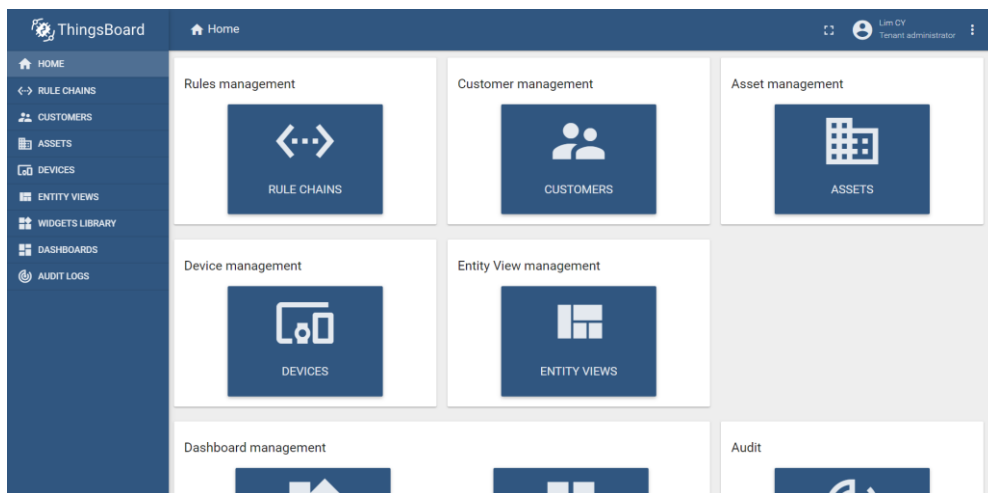 ThingsBoard
Home
Lim CY
Tenant administrator
HOME
RULE CHAINS
CUSTOMERS
ASSETS
DEVICES
ENTITY VIEWS
WIDGETS LIBRARY
DASHBOARDS
AUDIT LOGS
Rules management
RULE CHAINS
Customer management
CUSTOMERS
Asset management
ASSETS
Device management
DEVICES
Entity View management
ENTITY VIEWS
Dashboard management
Audit